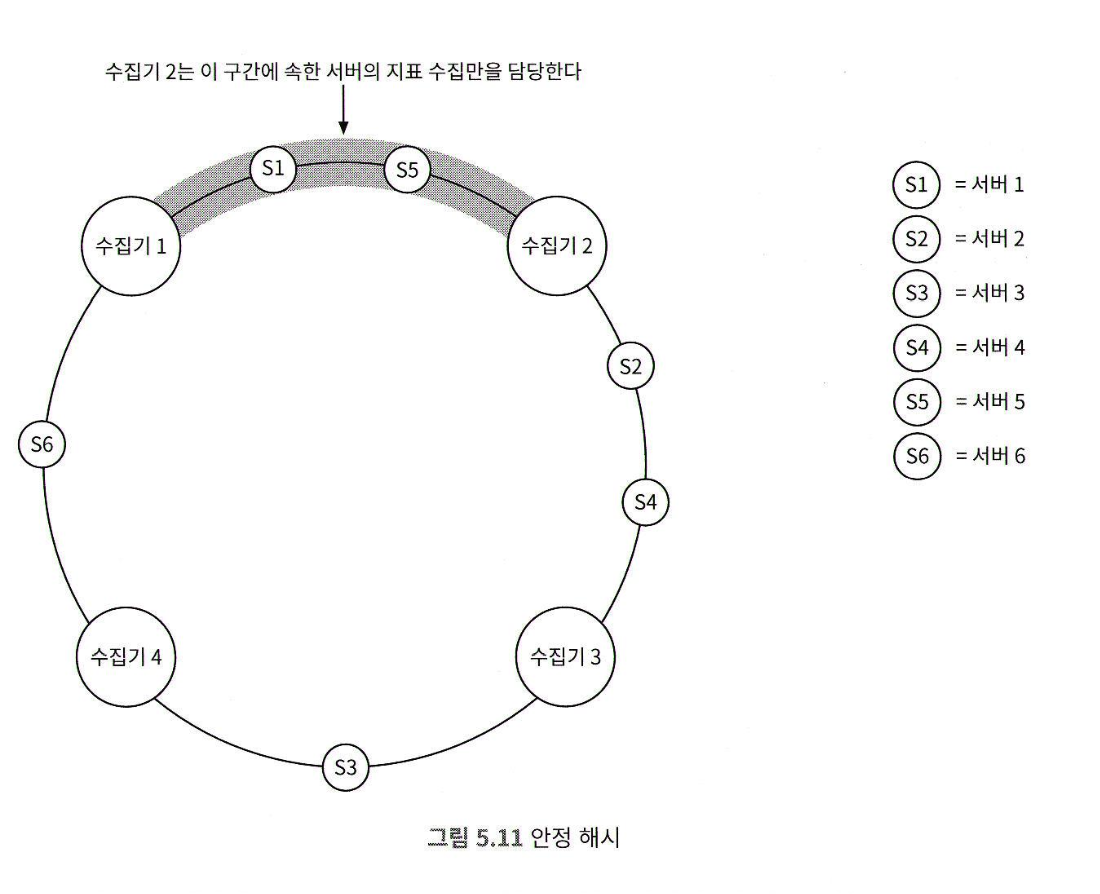 수집기 2는 이 구간에 속한 서버의 지표 수집만을 담당한다
S1
S5
수집기 1
수집기 2
S2
S6
S4
수집기 4
수집기 3
S3
S1 = 서버 1
S2 = 서버 2
S3 = 서버 3
S4 = 서버 4
S5 = 서버 5
S6 = 서버 6
그림 5.11 안정 해시